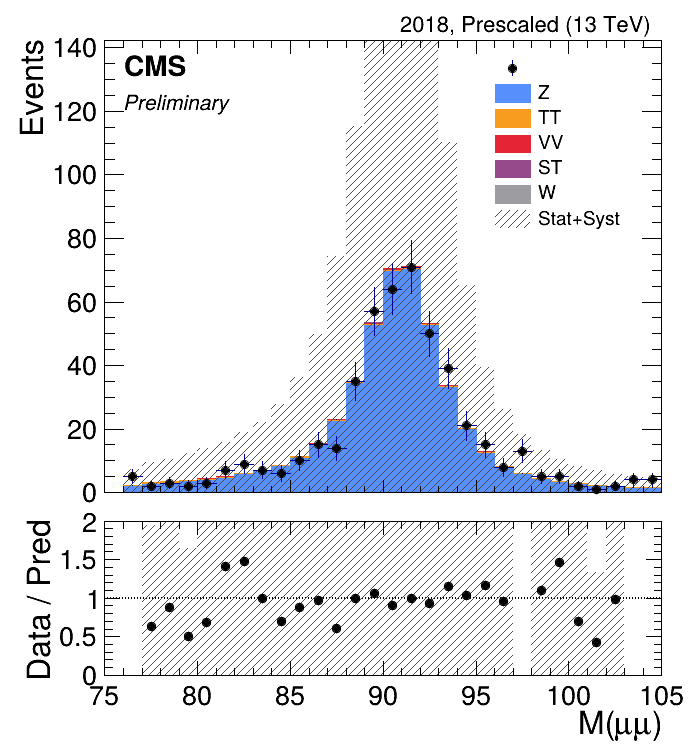 2018, Prescaled (13 TeV)
CMS
Preliminary
Events
140
120
100
80
60
40
20
0
Z
TT
VV
ST
W
Stat+Syst
Data / Pred
2
1.5
1
0.5
0
75 80 85 90 95 100 105
M(μμ)